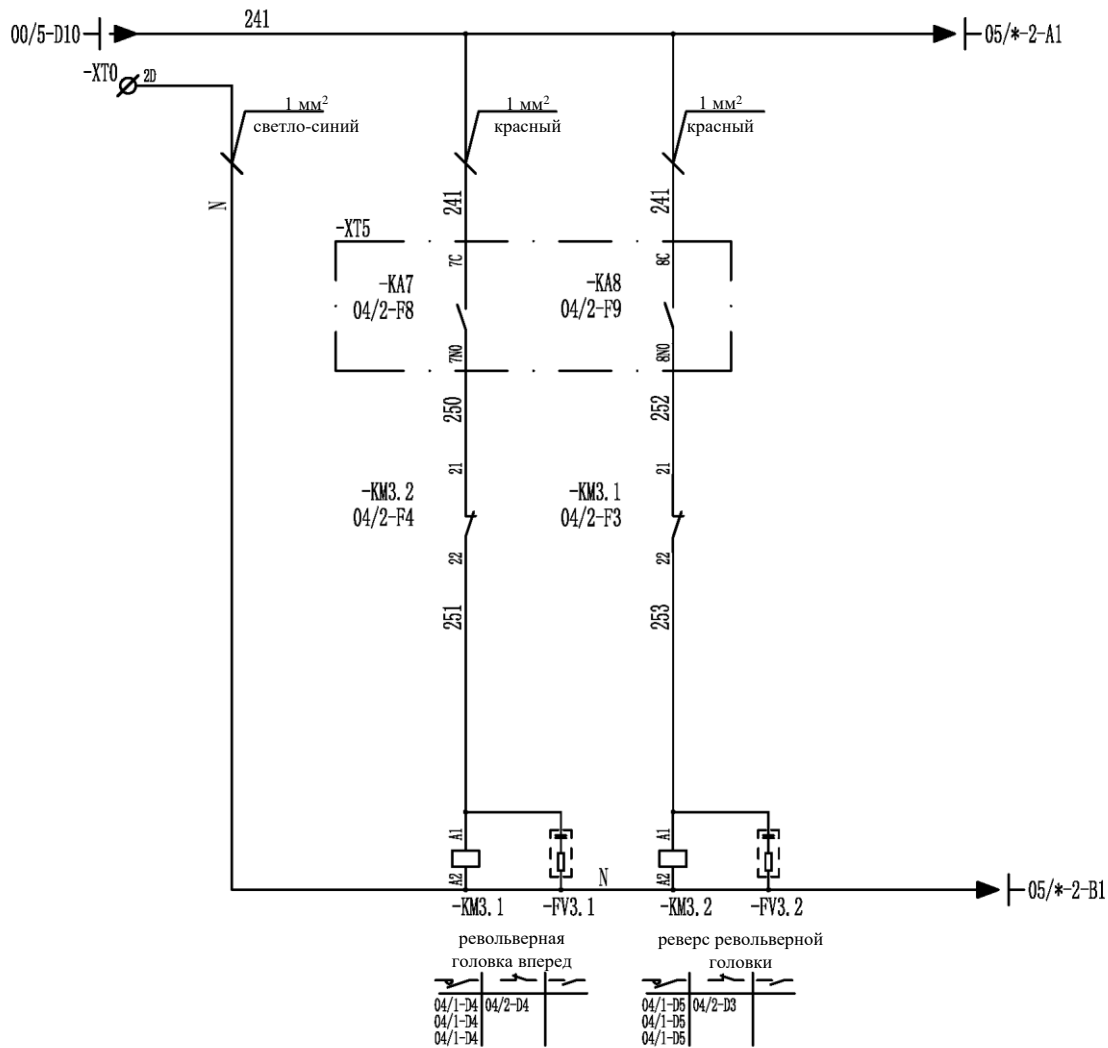 241
00/5-D10
05/*-2-A1
-XT0
2D
1 мм²
светло-синий
1 мм²
красный
1 мм²
красный
N
241
241
-XT5
7C
8C
-KA7
04/2-F8
-KA8
04/2-F9
7NO
8NO
250
252
21
21
-KM3.2
04/2-F4
-KM3.1
04/2-F3
22
22
251
253
A1
A1
A2
N
A2
05/*-2-B1
-KM3.1
-FV3.1
-KM3.2
-FV3.2
револьверная
головка вперед
реверс револьверной
головки
04/1-D4 04/2-D4
04/1-D4
04/1-D4
04/1-D5 04/2-D3
04/1-D5
04/1-D5